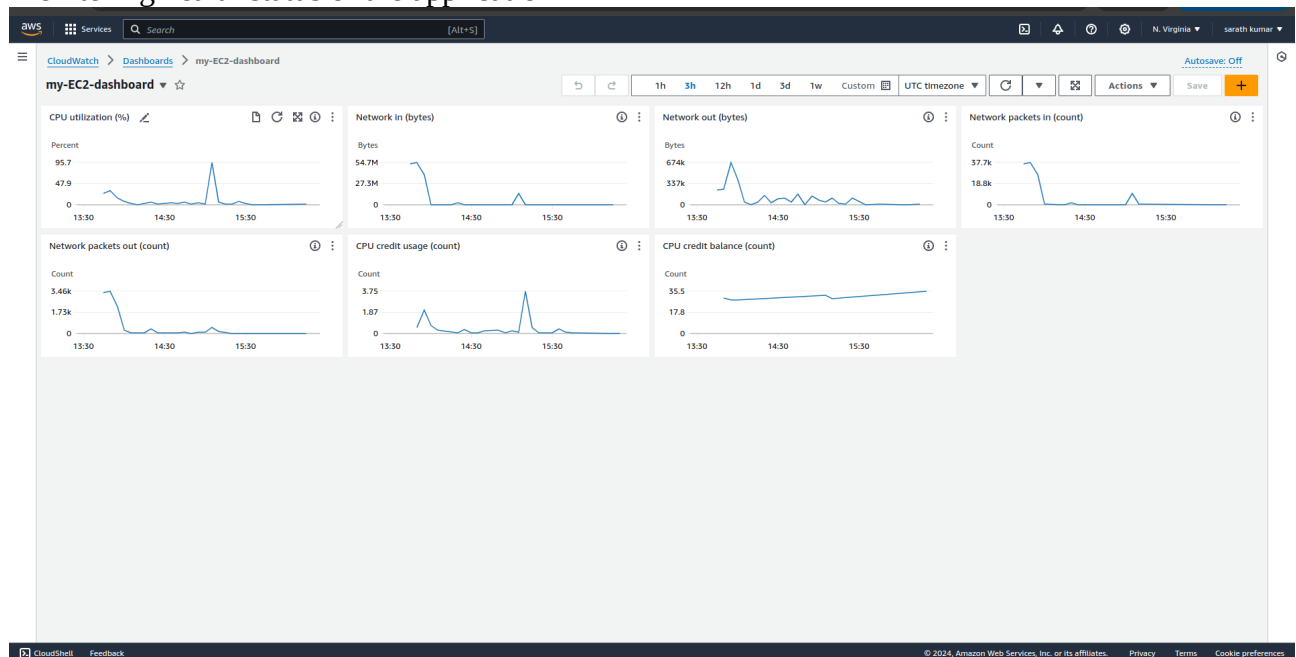 aws Services Search [Alt+S] N. Virginia sarath kumar
CloudWatch > Dashboards > my-EC2-dashboard Autosave: Off
my-EC2-dashboard 1h 3h 12h 1d 3d 1w Custom UTC timezone Actions Save +
CPU utilization (%)
Percent
95.7
47.9
0
13:30 14:30 15:30
Network in (bytes)
Bytes
54.7M
27.3M
0
13:30 14:30 15:30
Network out (bytes)
Bytes
674k
337k
0
13:30 14:30 15:30
Network packets in (count)
Count
37.7k
18.8k
0
13:30 14:30 15:30
Network packets out (count)
Count
3.46k
1.73k
0
13:30 14:30 15:30
CPU credit usage (count)
Count
3.75
1.87
0
13:30 14:30 15:30
CPU credit balance (count)
Count
35.5
17.8
0
13:30 14:30 15:30
CloudShell Feedback © 2024, Amazon Web Services, Inc. or its affiliates. Privacy Terms Cookie preferences